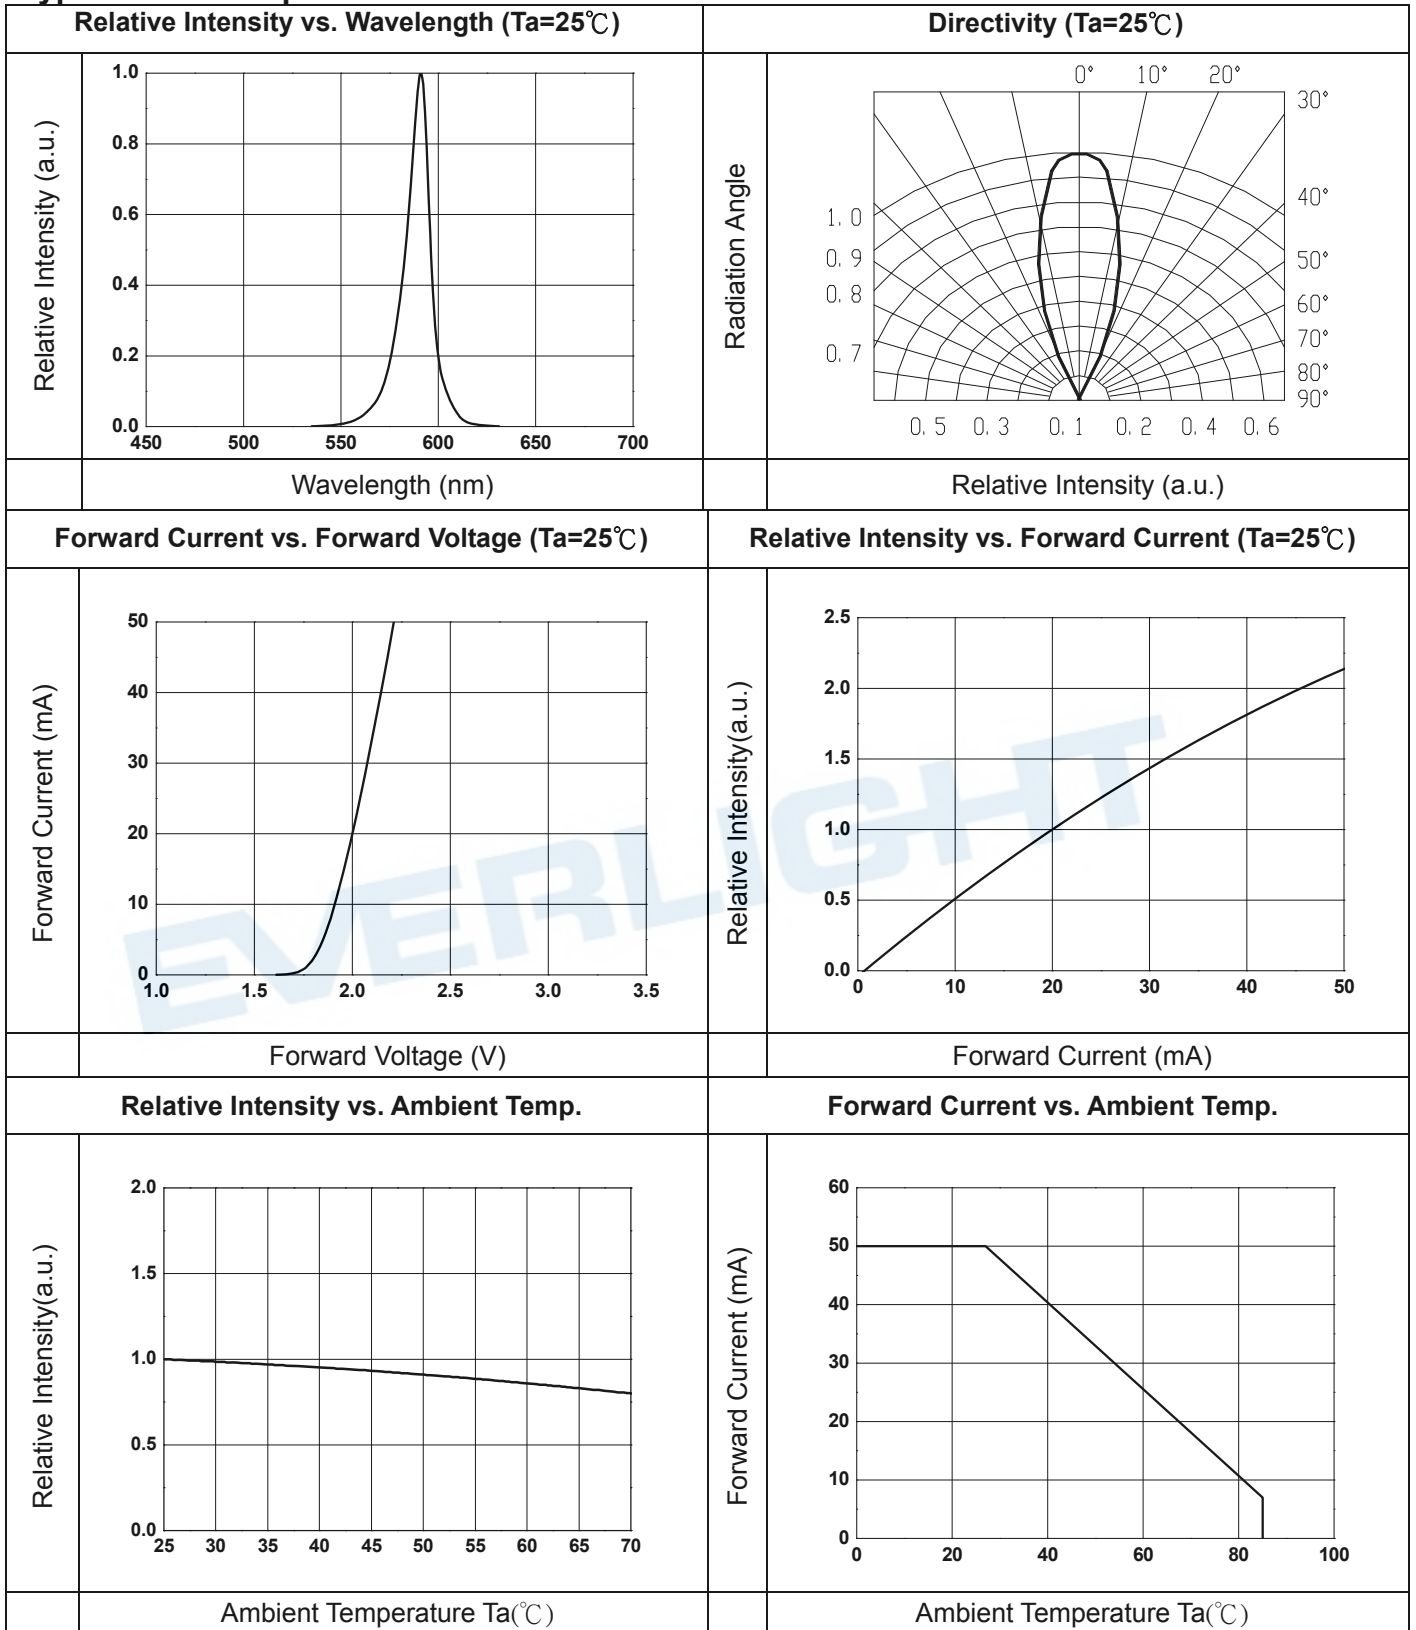 Relative Intensity vs. Wavelength (Ta=25℃)
Directivity (Ta=25℃)
Relative Intensity (a.u.)
1.0
0.8
0.6
0.4
0.2
0.0
450 500 550 600 650 700
Wavelength (nm)
Radiation Angle
0° 10° 20°
30°
40°
50°
60°
70°
80°
90°
1.0
0.9
0.8
0.7
0.5 0.3 0.1 0.2 0.4 0.6
Relative Intensity (a.u.)
Forward Current vs. Forward Voltage (Ta=25℃)
Relative Intensity vs. Forward Current (Ta=25℃)
Forward Current (mA)
50
40
30
20
10
0
1.0 1.5 2.0 2.5 3.0 3.5
Forward Voltage (V)
Relative Intensity(a.u.)
2.5
2.0
1.5
1.0
0.5
0.0
0 10 20 30 40 50
Forward Current (mA)
EVERLIGHT
Relative Intensity vs. Ambient Temp.
Forward Current vs. Ambient Temp.
Relative Intensity(a.u.)
2.0
1.5
1.0
0.5
0.0
25 30 35 40 45 50 55 60 65 70
Ambient Temperature Ta(℃)
Forward Current (mA)
60
50
40
30
20
10
0
0 20 40 60 80 100
Ambient Temperature Ta(℃)